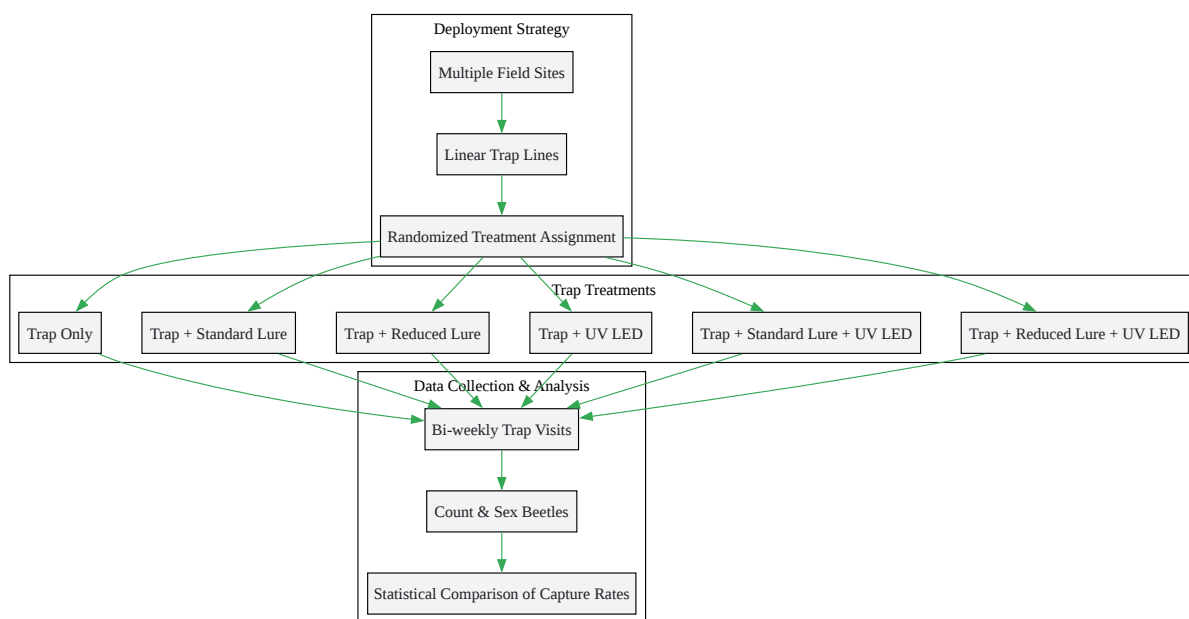 Deployment Strategy
Multiple Field Sites
Linear Trap Lines
Randomized Treatment Assignment
Trap Treatments
Trap Only
Trap + Standard Lure
Trap + Reduced Lure
Trap + UV LED
Trap + Standard Lure + UV LED
Trap + Reduced Lure + UV LED
Data Collection & Analysis
Bi-weekly Trap Visits
Count & Sex Beetles
Statistical Comparison of Capture Rates